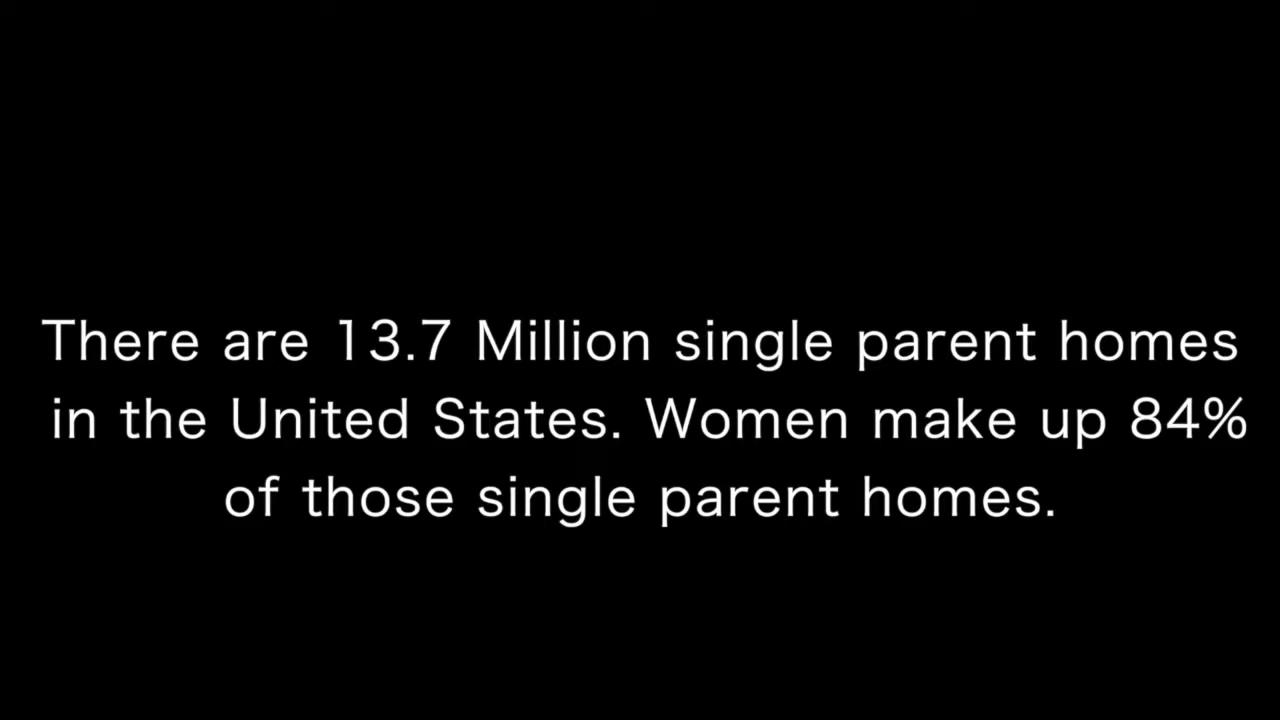 There are 13.7 Million single parent homes
in the United States. Women make up 84%
of those single parent homes.